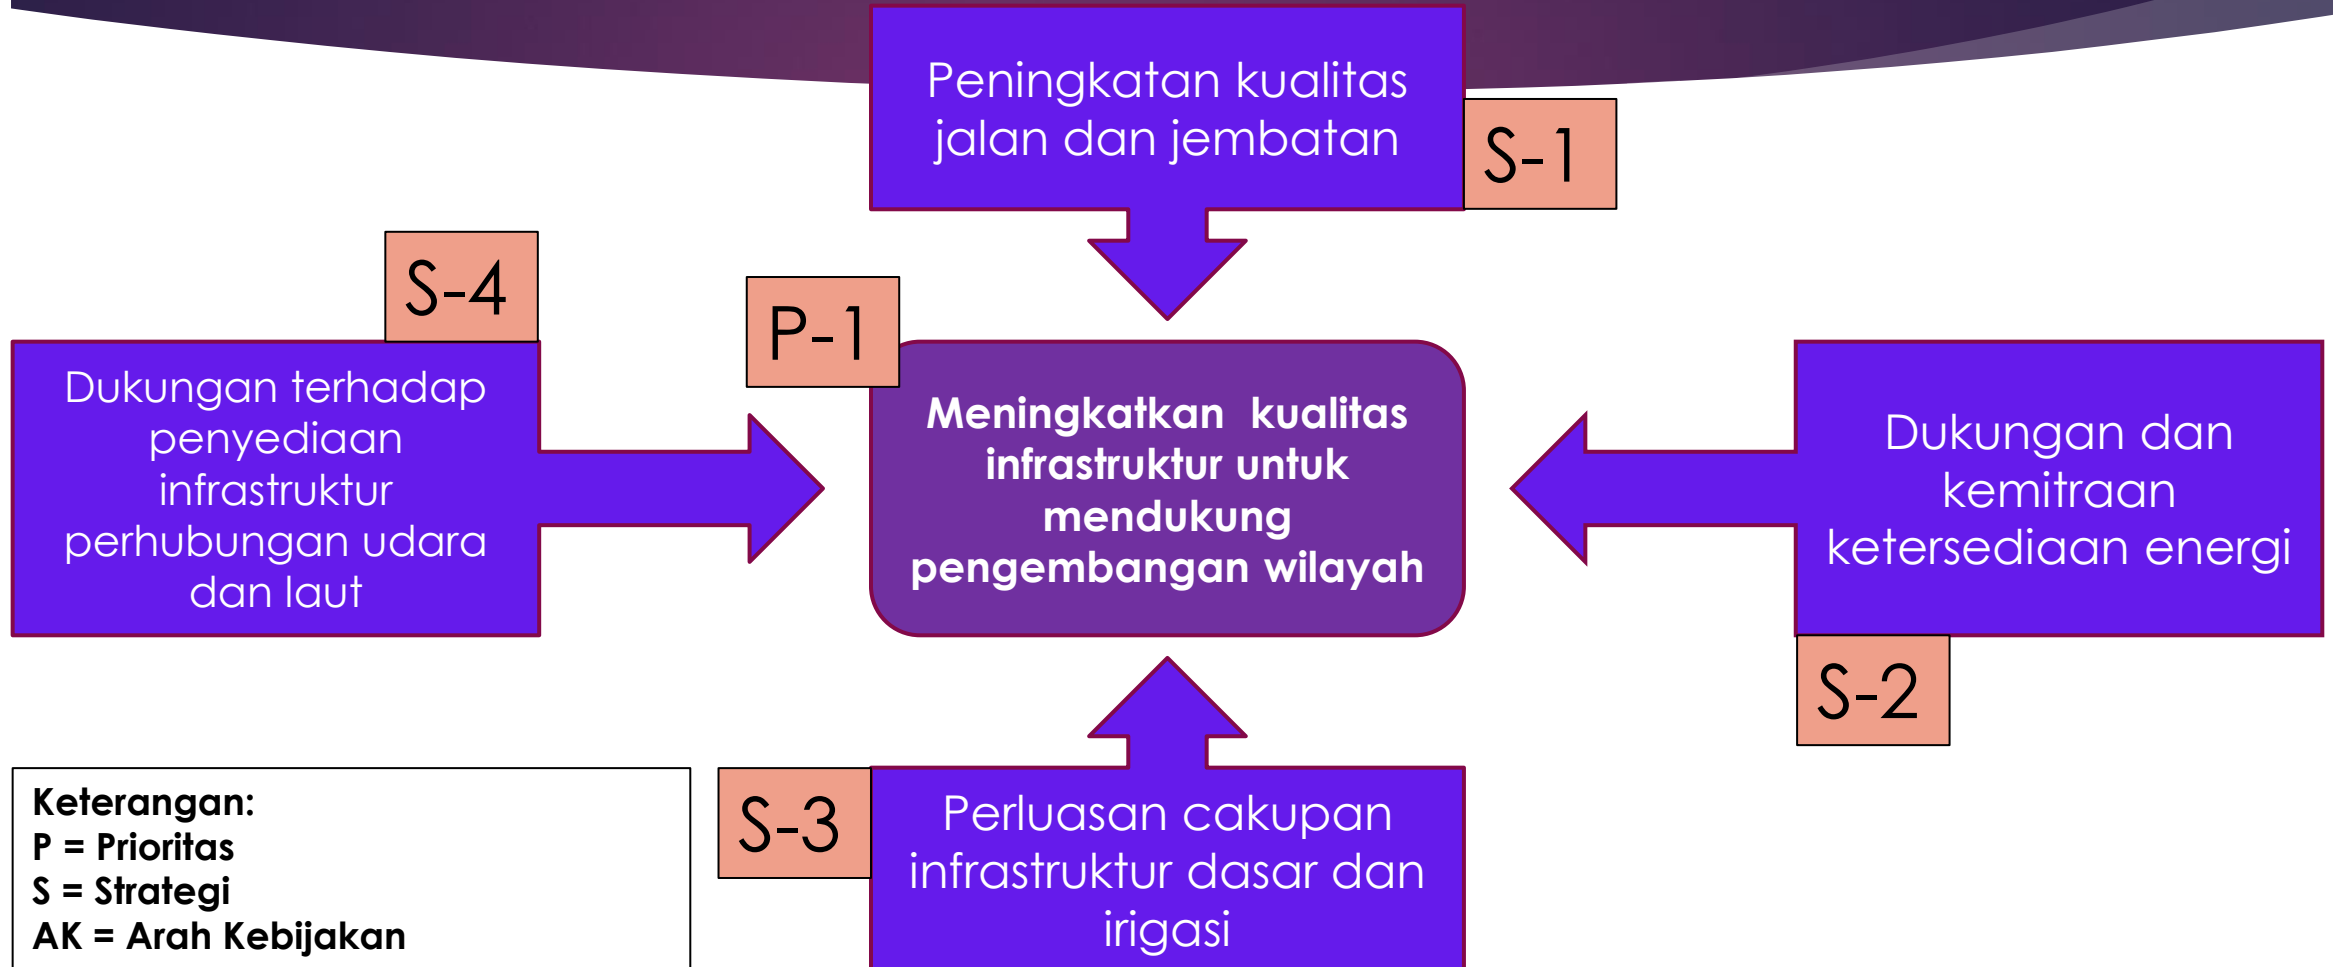 Peningkatan kualitas
jalan dan jembatan
S-1
S-4
Dukungan terhadap
penyediaan
infrastruktur
perhubungan udara
dan laut
P-1
Meningkatkan kualitas
infrastruktur untuk
mendukung
pengembangan wilayah
Dukungan dan
kemitraan
ketersediaan energi
S-2
S-3
Perluasan cakupan
infrastruktur dasar dan
irigasi
Keterangan:
P = Prioritas
S = Strategi
AK = Arah Kebijakan